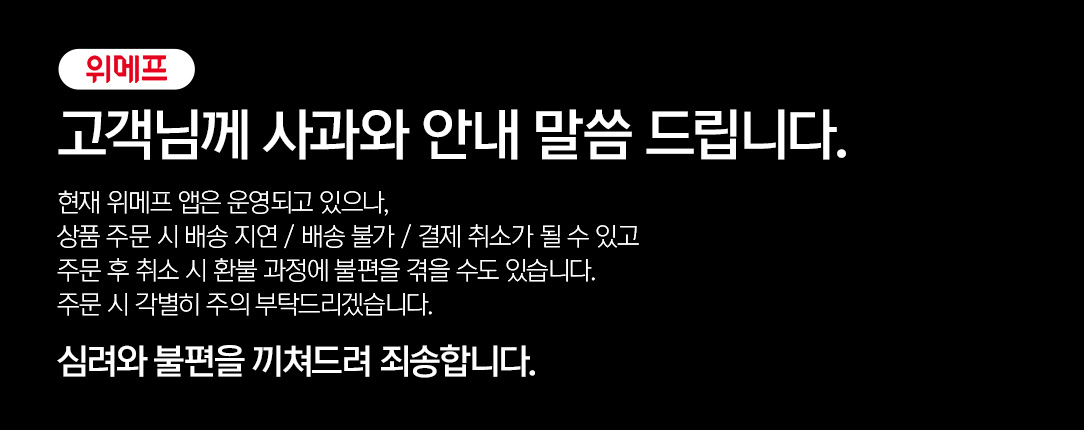 위메프
고객님께 사과와 안내 말씀 드립니다.
현재 위메프 앱은 운영되고 있으나,
상품 주문 시 배송 지연 / 배송 불가 / 결제 취소가 될 수 있고
주문 후 취소 시 환불 과정에 불편을 겪을 수도 있습니다.
주문 시 각별히 주의 부탁드리겠습니다.
심려와 불편을 끼쳐드려 죄송합니다.